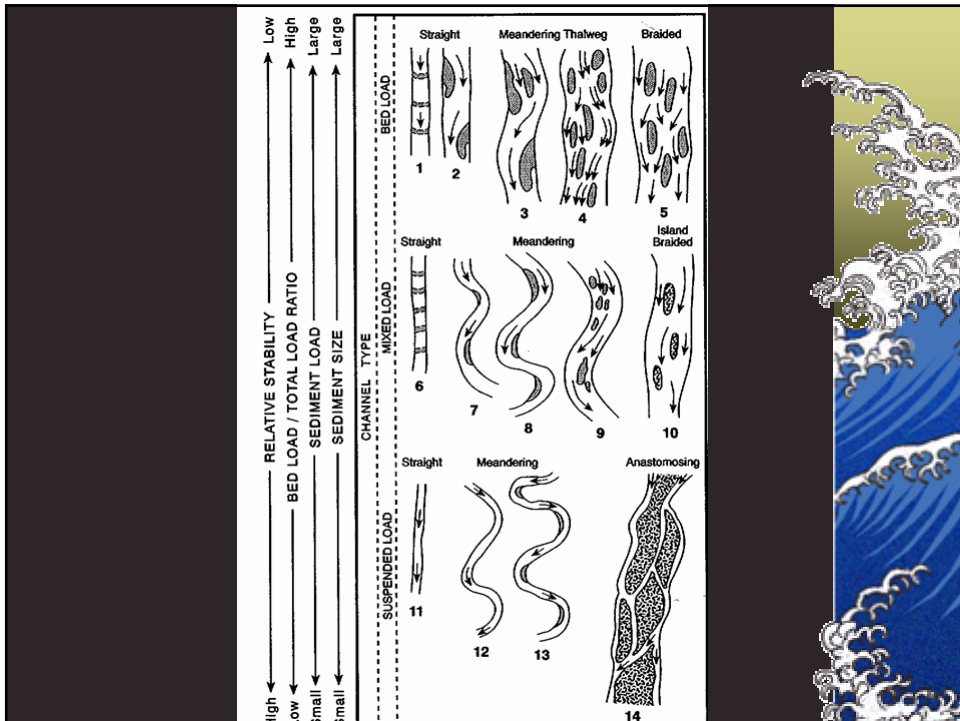 Low
High
Large
Large
RELATIVE STABILITY
BED LOAD / TOTAL LOAD RATIO
SEDIMENT LOAD
SEDIMENT SIZE
High
Low
Small
Small
CHANNEL TYPE
BED LOAD
Straight
Meandering Thalweg
Braided
1
2
3
4
5
MIXED LOAD
Straight
Meandering
Island
Braided
6
7
8
9
10
SUSPENDED LOAD
Straight
Meandering
Anastomosing
11
12
13
14